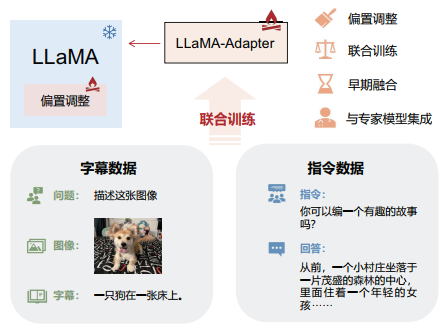 LLaMA
偏置调整
LLaMA-Adapter
偏置调整
联合训练
早期融合
与专家模型集成
联合训练
字幕数据
问题： 描述这张图像
图像：
字幕： 一只狗在一张床上。
指令数据
指令：
你可以编一个有趣的故事
吗？
回答：
从前，一个小村庄坐落于
一片茂盛的森林的中心，
里面住着一个年轻的女
孩……